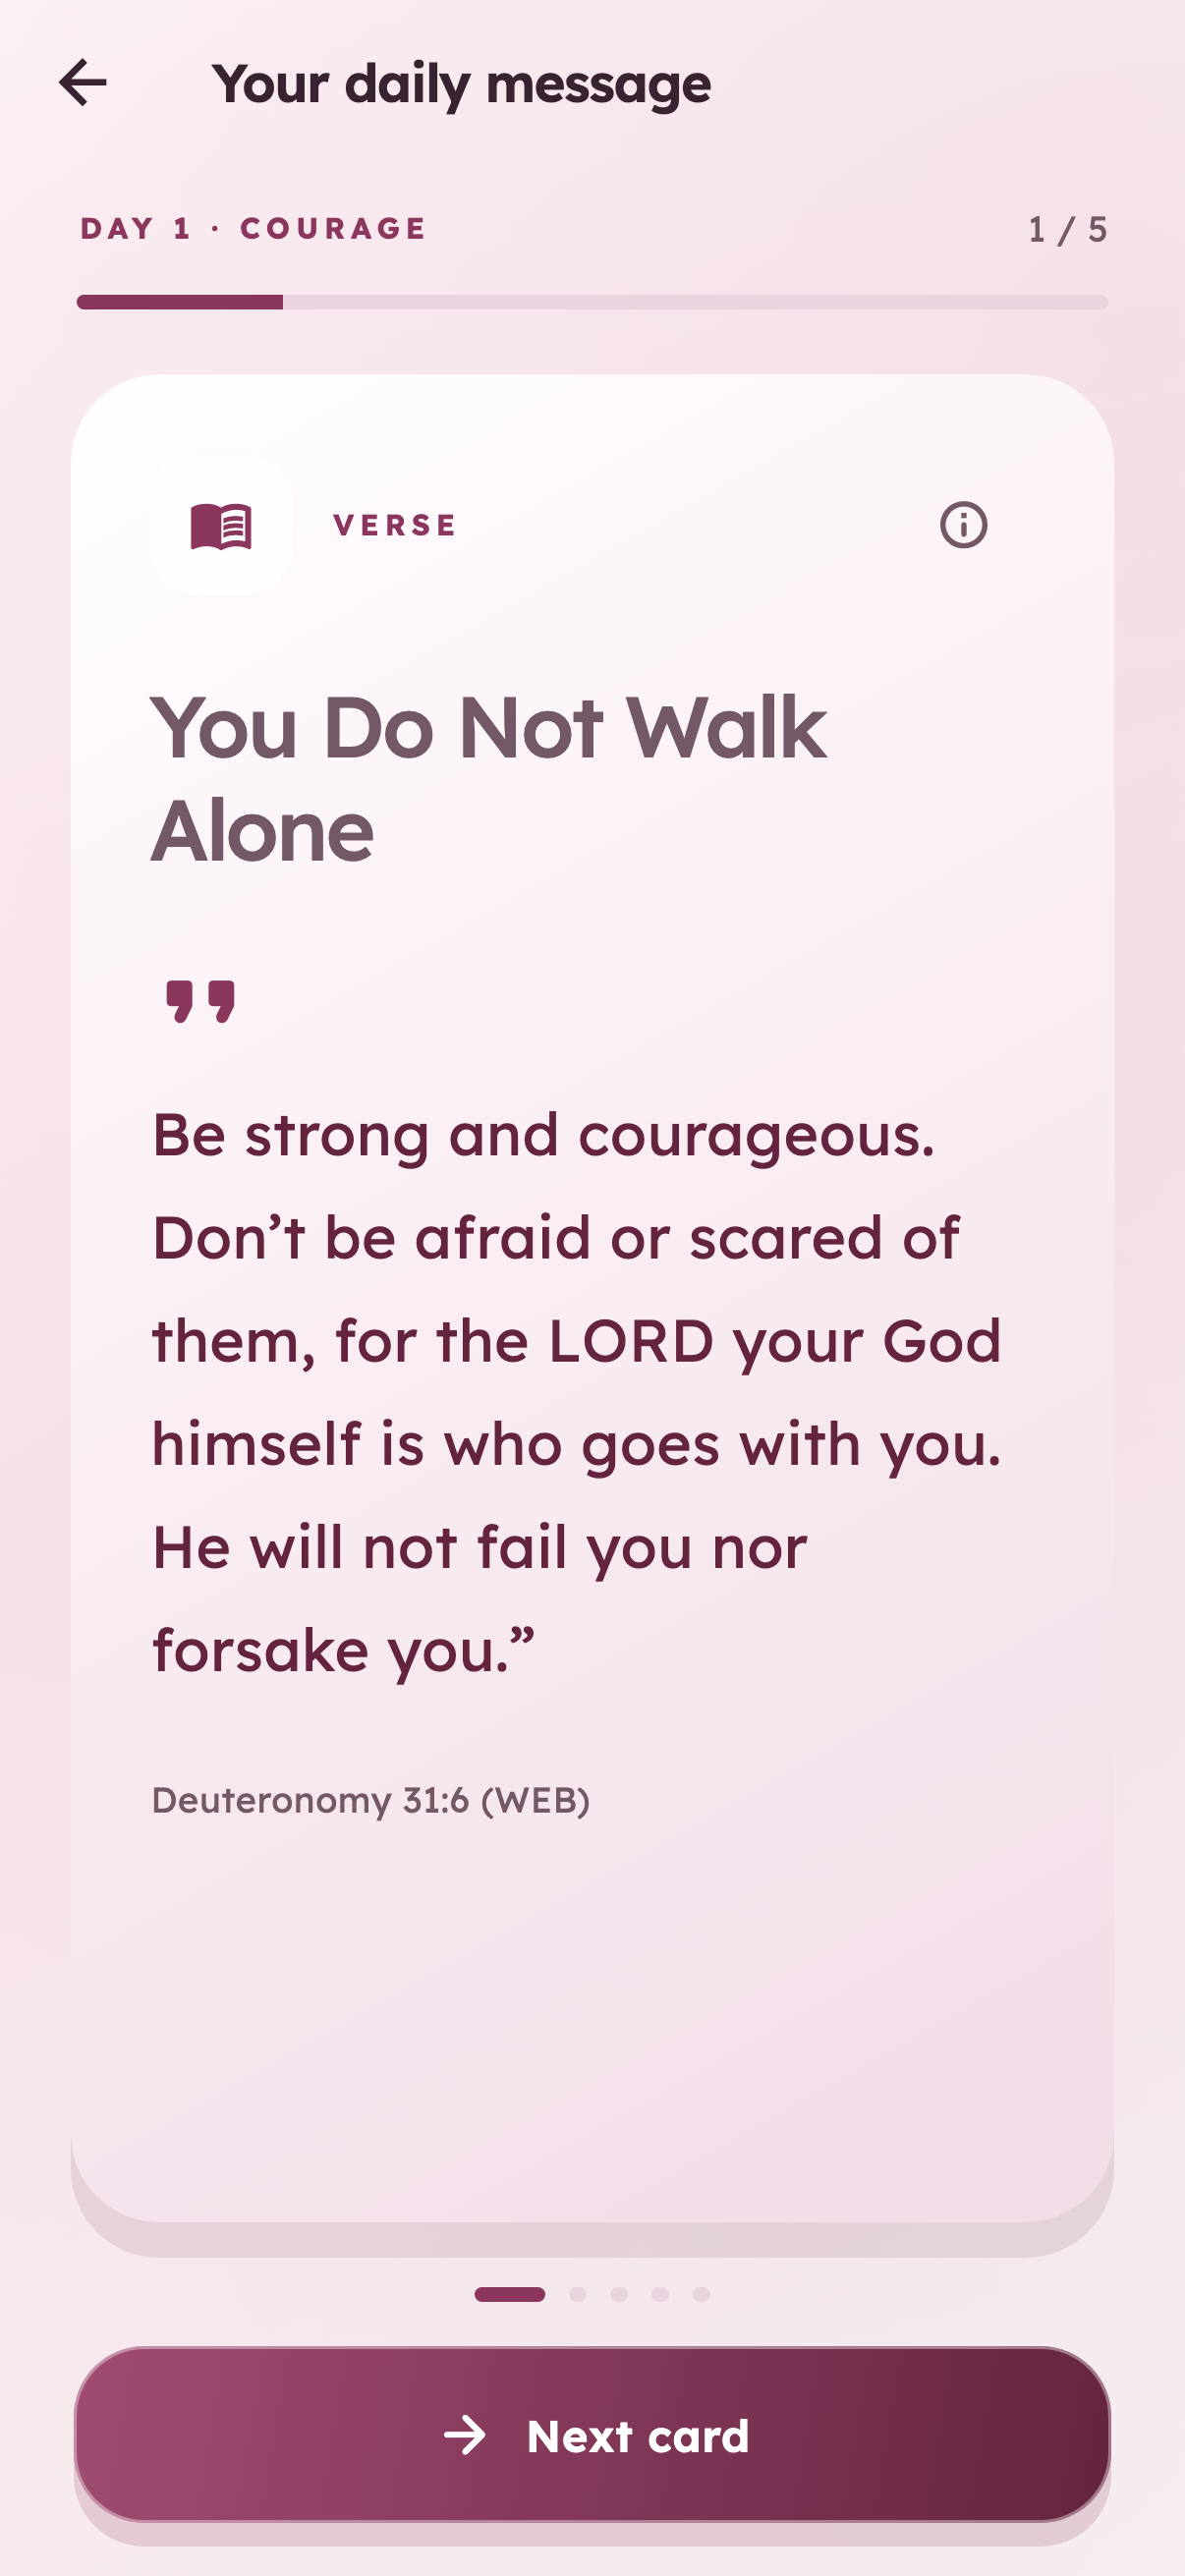 Your daily message
DAY 1 · COURAGE
1 / 5
VERSE
You Do Not Walk
Alone
”
Be strong and courageous.
Don’t be afraid or scared of
them, for the LORD your God
himself is who goes with you.
He will not fail you nor
forsake you.”
Deuteronomy 31:6 (WEB)
Next card